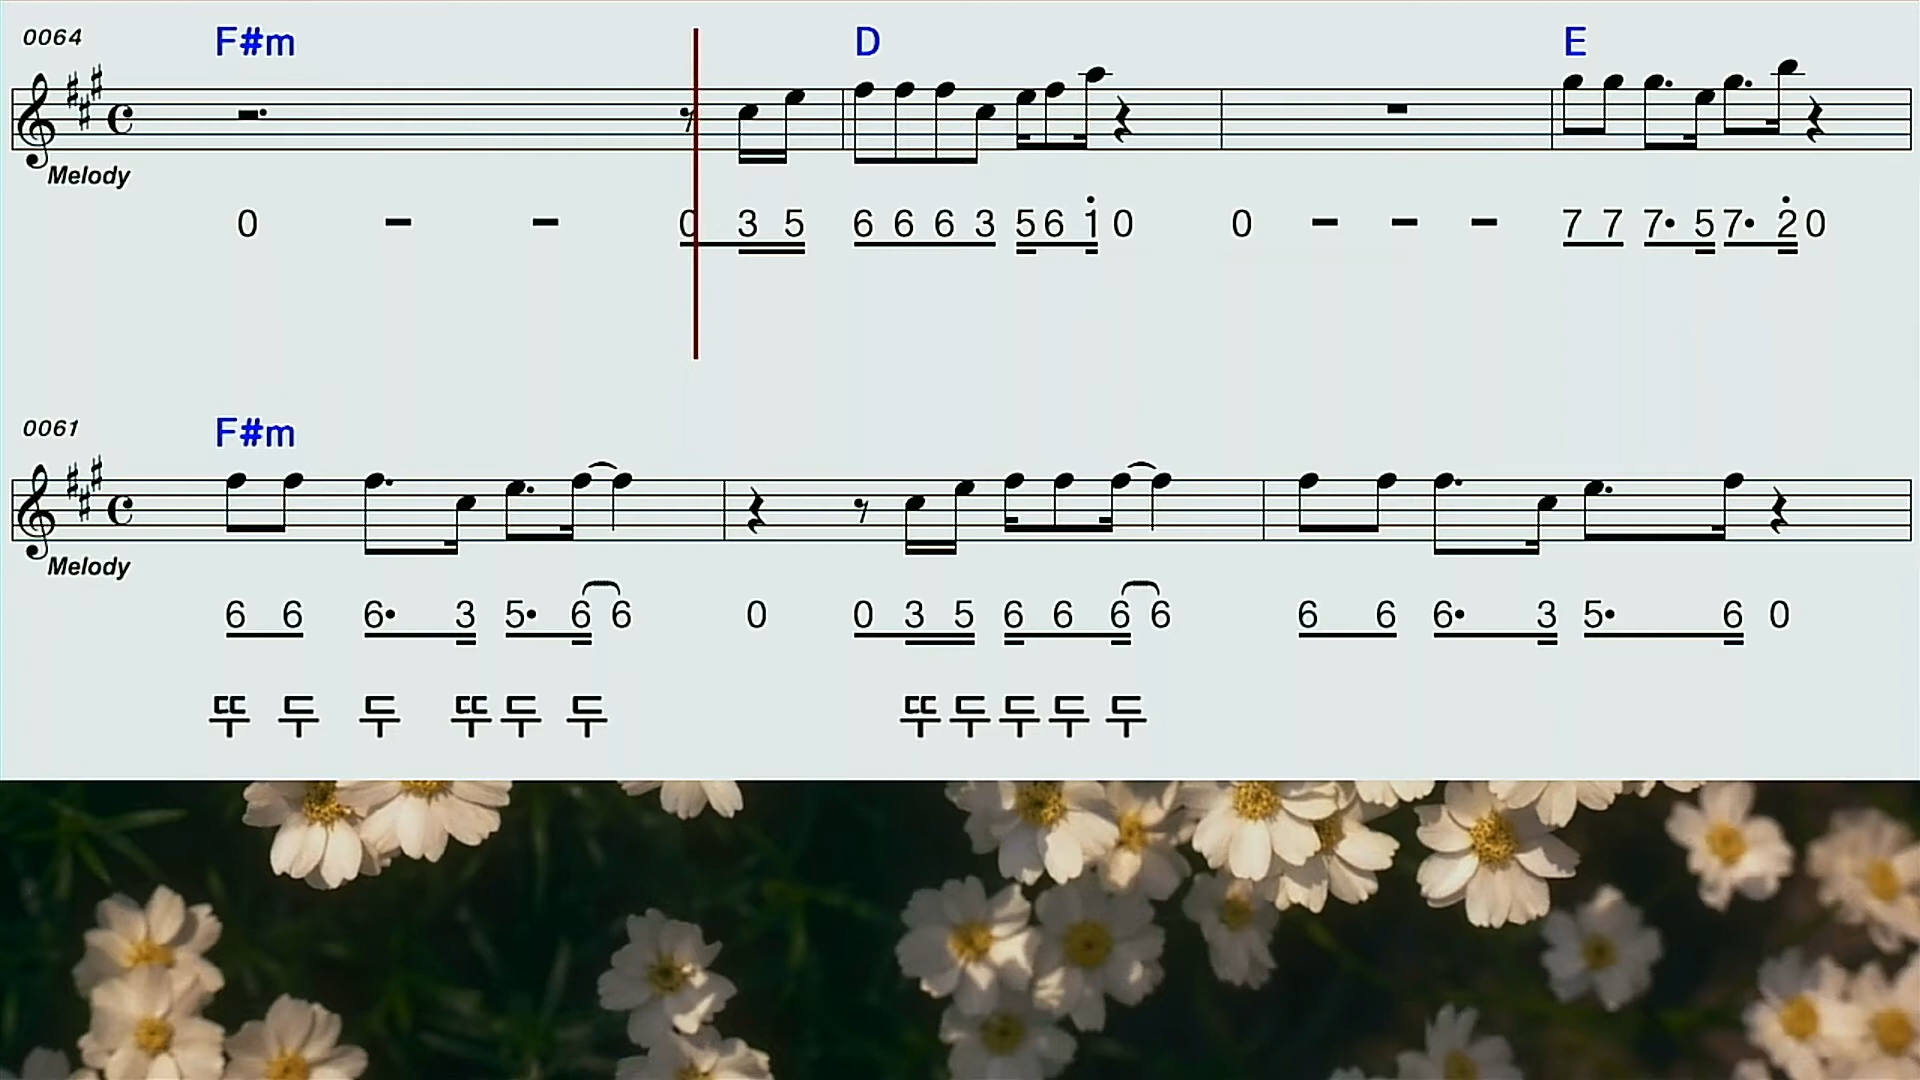 0064 F#m D E
Melody
0 - - 0 3 5 6 6 6 3 5 6 1̇ 0 0 - - - 7 7 7• 5 7• 2̇ 0
0061 F#m
Melody
6 6 6• 3 5• 6 6 0 0 3 5 6 6 6 6 6 6 6• 3 5• 6 0
뚜 두 두 뚜 두 두 뚜 두 두 두 두